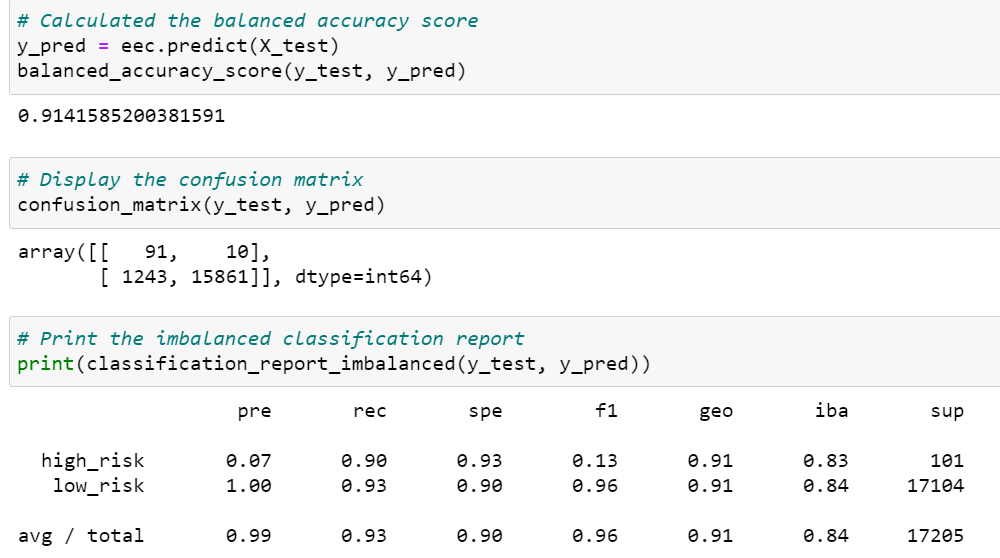 # Calculated the balanced accuracy score
y_pred = eec.predict(X_test)
balanced_accuracy_score(y_test, y_pred)
0.9141585200381591
# Display the confusion matrix
confusion_matrix(y_test, y_pred)
array([[   91,    10],
       [ 1243, 15861]], dtype=int64)
# Print the imbalanced classification report
print(classification_report_imbalanced(y_test, y_pred))
pre rec spe f1 geo iba sup
high_risk 0.07 0.90 0.93 0.13 0.91 0.83 101
low_risk 1.00 0.93 0.90 0.96 0.91 0.84 17104
avg / total 0.99 0.93 0.90 0.96 0.91 0.84 17205